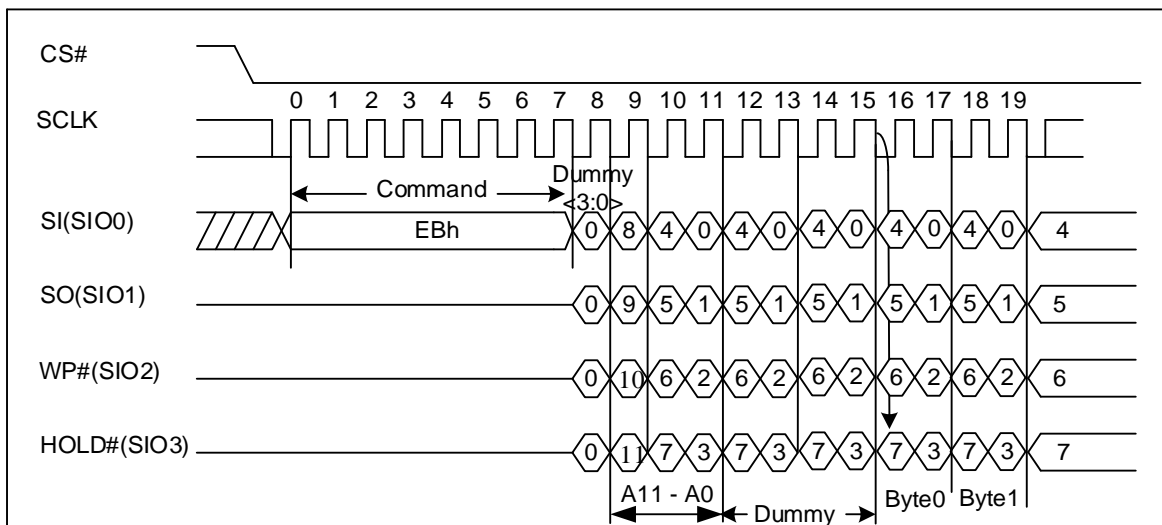 CS#
0 1 2 3 4 5 6 7 8 9 10 11 12 13 14 15 16 17 18 19
SCLK
Command
Dummy
<3:0>
SI(SIO0) EBh 0 8 4 0 4 0 4 0 4 0 4 0 4
SO(SIO1) 0 9 5 1 5 1 5 1 5 1 5 1 5
WP#(SIO2) 0 10 6 2 6 2 6 2 6 2 6 2 6
HOLD#(SIO3) 0 11 7 3 7 3 7 3 7 3 7 3 7
A11 - A0 Dummy Byte0 Byte1